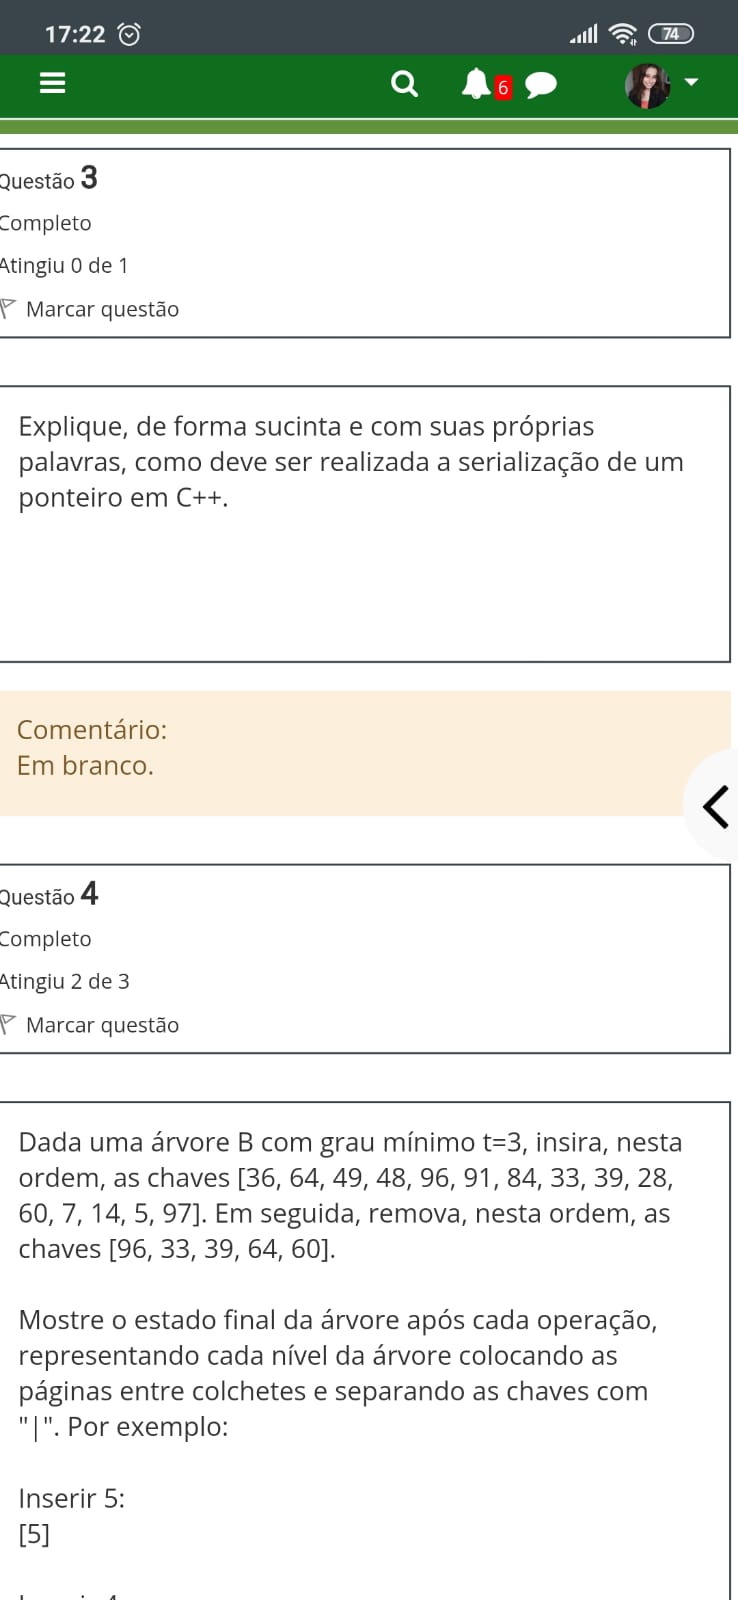 17:22
74
6
Questão 3
Completo
Atingiu 0 de 1
Marcar questão
Explique, de forma sucinta e com suas próprias
palavras, como deve ser realizada a serialização de um
ponteiro em C++.
Comentário:
Em branco.
Questão 4
Completo
Atingiu 2 de 3
Marcar questão
Dada uma árvore B com grau mínimo t=3, insira, nesta
ordem, as chaves [36, 64, 49, 48, 96, 91, 84, 33, 39, 28,
60, 7, 14, 5, 97]. Em seguida, remova, nesta ordem, as
chaves [96, 33, 39, 64, 60].
Mostre o estado final da árvore após cada operação,
representando cada nível da árvore colocando as
páginas entre colchetes e separando as chaves com
"|". Por exemplo:
Inserir 5:
[5]